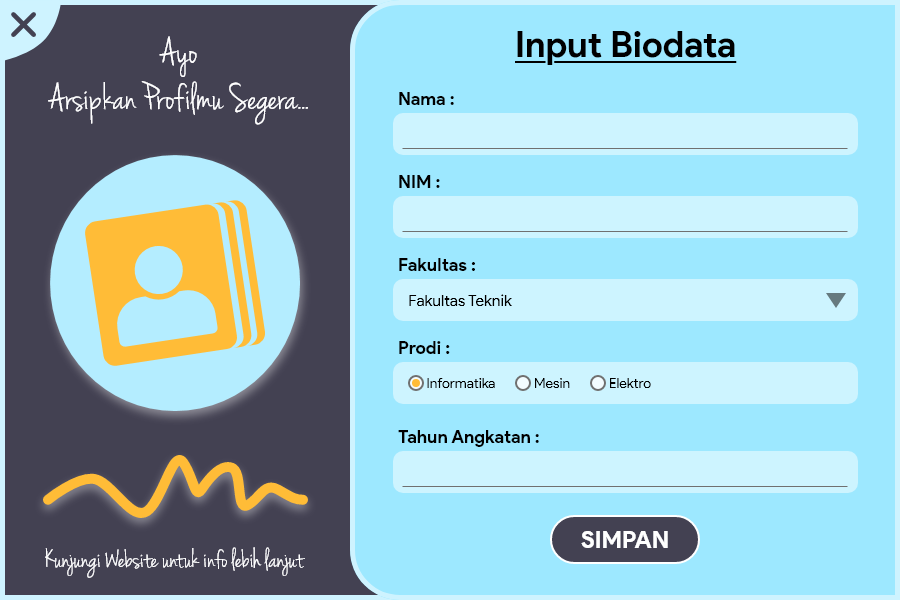 Ayo
Arsipkan Profilmu Segera...
Kunjungi Website untuk info lebih lanjut
Input Biodata
Nama :
NIM :
Fakultas :
Fakultas Teknik
Prodi :
Informatika Mesin Elektro
Tahun Angkatan :
SIMPAN